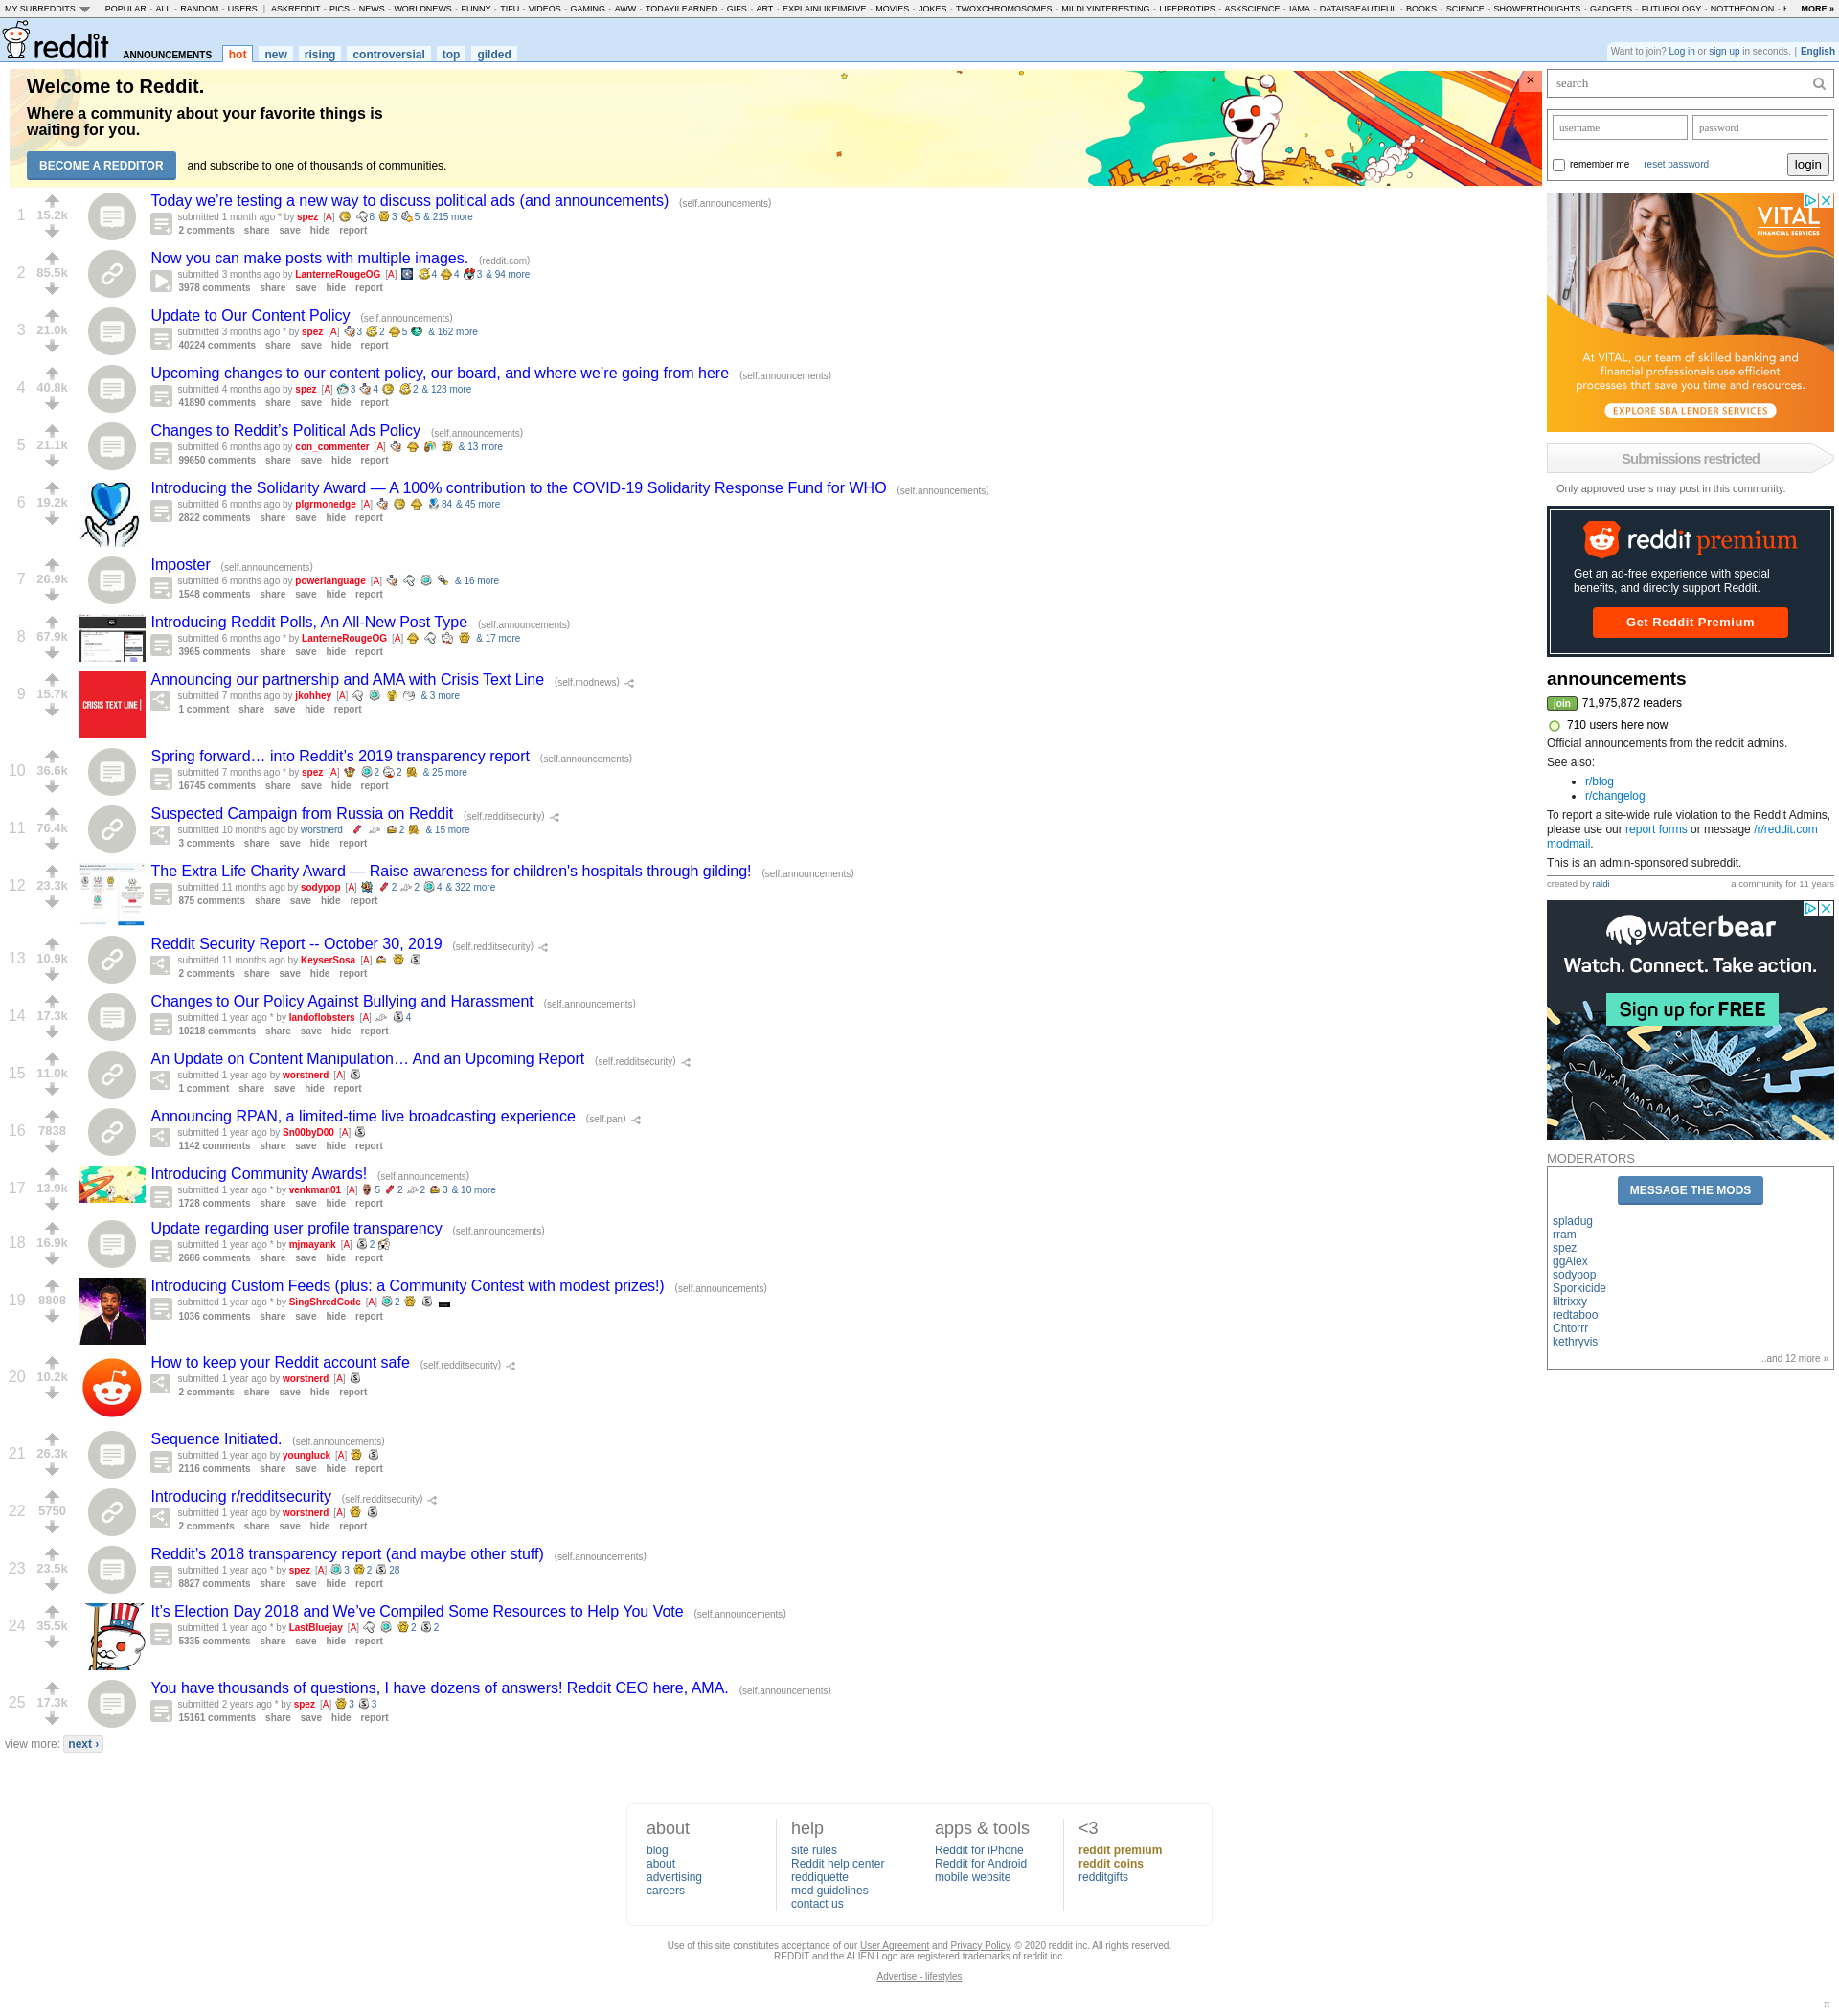 MY SUBREDDITS POPULAR - ALL - RANDOM - USERS | ASKREDDIT - PICS - NEWS - WORLDNEWS - FUNNY - TIFU - VIDEOS - GAMING - AWW - TODAYILEARNED - GIFS - ART - EXPLAINLIKEIMFIVE - MOVIES - JOKES - TWOXCHROMOSOMES - MILDLYINTERESTING - LIFEPROTIPS - ASKSCIENCE - IAMA - DATAISBEAUTIFUL - BOOKS - SCIENCE - SHOWERTHOUGHTS - GADGETS - FUTUROLOGY - NOTTHEONION - MORE »
reddit ANNOUNCEMENTS hot new rising controversial top gilded
Want to join? Log in or sign up in seconds. | English
Welcome to Reddit.
Where a community about your favorite things is
waiting for you.
BECOME A REDDITOR and subscribe to one of thousands of communities.
1
15.2k
Today we’re testing a new way to discuss political ads (and announcements) (self.announcements)
submitted 1 month ago * by spez [A] 8 3 5 & 215 more
2 comments share save hide report
2
85.5k
Now you can make posts with multiple images. (reddit.com)
submitted 3 months ago by LanterneRougeOG [A] 4 4 3 & 94 more
3978 comments share save hide report
3
21.0k
Update to Our Content Policy (self.announcements)
submitted 3 months ago * by spez [A] 3 2 5 & 162 more
40224 comments share save hide report
4
40.8k
Upcoming changes to our content policy, our board, and where we’re going from here (self.announcements)
submitted 4 months ago by spez [A] 3 4 2 & 123 more
41890 comments share save hide report
5
21.1k
Changes to Reddit’s Political Ads Policy (self.announcements)
submitted 6 months ago by con_commenter [A] & 13 more
99650 comments share save hide report
6
19.2k
Introducing the Solidarity Award — A 100% contribution to the COVID-19 Solidarity Response Fund for WHO (self.announcements)
submitted 6 months ago by plgrmonedge [A] 84 & 45 more
2822 comments share save hide report
7
26.9k
Imposter (self.announcements)
submitted 6 months ago by powerlanguage [A] & 16 more
1548 comments share save hide report
8
67.9k
Introducing Reddit Polls, An All-New Post Type (self.announcements)
submitted 6 months ago * by LanterneRougeOG [A] & 17 more
3965 comments share save hide report
9
15.7k
CRISIS TEXT LINE
Announcing our partnership and AMA with Crisis Text Line (self.modnews)
submitted 7 months ago by jkohhey [A] & 3 more
1 comment share save hide report
10
36.6k
Spring forward… into Reddit’s 2019 transparency report (self.announcements)
submitted 7 months ago * by spez [A] 2 2 & 25 more
16745 comments share save hide report
11
76.4k
Suspected Campaign from Russia on Reddit (self.redditsecurity)
submitted 10 months ago by worstnerd 2 & 15 more
3 comments share save hide report
12
23.3k
The Extra Life Charity Award — Raise awareness for children's hospitals through gilding! (self.announcements)
submitted 11 months ago by sodypop [A] 2 2 4 & 322 more
875 comments share save hide report
13
10.9k
Reddit Security Report -- October 30, 2019 (self.redditsecurity)
submitted 11 months ago by KeyserSosa [A]
2 comments share save hide report
14
17.3k
Changes to Our Policy Against Bullying and Harassment (self.announcements)
submitted 1 year ago * by landoflobsters [A] 4
10218 comments share save hide report
15
11.0k
An Update on Content Manipulation… And an Upcoming Report (self.redditsecurity)
submitted 1 year ago by worstnerd [A]
1 comment share save hide report
16
7838
Announcing RPAN, a limited-time live broadcasting experience (self.pan)
submitted 1 year ago by Sn00byD00 [A]
1142 comments share save hide report
17
13.9k
Introducing Community Awards! (self.announcements)
submitted 1 year ago * by venkman01 [A] 5 2 2 3 & 10 more
1728 comments share save hide report
18
16.9k
Update regarding user profile transparency (self.announcements)
submitted 1 year ago * by mjmayank [A] 2
2686 comments share save hide report
19
8808
Introducing Custom Feeds (plus: a Community Contest with modest prizes!) (self.announcements)
submitted 1 year ago * by SingShredCode [A] 2
1036 comments share save hide report
20
10.2k
How to keep your Reddit account safe (self.redditsecurity)
submitted 1 year ago by worstnerd [A]
2 comments share save hide report
21
26.3k
Sequence Initiated. (self.announcements)
submitted 1 year ago by youngluck [A]
2116 comments share save hide report
22
5750
Introducing r/redditsecurity (self.redditsecurity)
submitted 1 year ago by worstnerd [A]
2 comments share save hide report
23
23.5k
Reddit’s 2018 transparency report (and maybe other stuff) (self.announcements)
submitted 1 year ago * by spez [A] 3 2 28
8827 comments share save hide report
24
35.5k
It’s Election Day 2018 and We’ve Compiled Some Resources to Help You Vote (self.announcements)
submitted 1 year ago * by LastBluejay [A] 2 2
5335 comments share save hide report
25
17.3k
You have thousands of questions, I have dozens of answers! Reddit CEO here, AMA. (self.announcements)
submitted 2 years ago * by spez [A] 3 3
15161 comments share save hide report
view more: next ›
search
username password
remember me reset password login
VITAL
FINANCIAL SERVICES
At VITAL, our team of skilled banking and
financial professionals use efficient
processes that save you time and resources.
EXPLORE SBA LENDER SERVICES
Submissions restricted
Only approved users may post in this community.
reddit premium
Get an ad-free experience with special
benefits, and directly support Reddit.
Get Reddit Premium
announcements
join 71,975,872 readers
710 users here now
Official announcements from the reddit admins.
See also:
• r/blog
• r/changelog
To report a site-wide rule violation to the Reddit Admins,
please use our report forms or message /r/reddit.com
modmail.
This is an admin-sponsored subreddit.
created by raldi a community for 11 years
waterbear
Watch. Connect. Take action.
Sign up for FREE
MODERATORS
MESSAGE THE MODS
spladug
rram
spez
ggAlex
sodypop
Sporkicide
liltrixxy
redtaboo
Chtorrr
kethryvis
...and 12 more »
about
blog
about
advertising
careers
help
site rules
Reddit help center
reddiquette
mod guidelines
contact us
apps & tools
Reddit for iPhone
Reddit for Android
mobile website
<3
reddit premium
reddit coins
redditgifts
Use of this site constitutes acceptance of our User Agreement and Privacy Policy. © 2020 reddit inc. All rights reserved.
REDDIT and the ALIEN Logo are registered trademarks of reddit inc.
Advertise - lifestyles
π